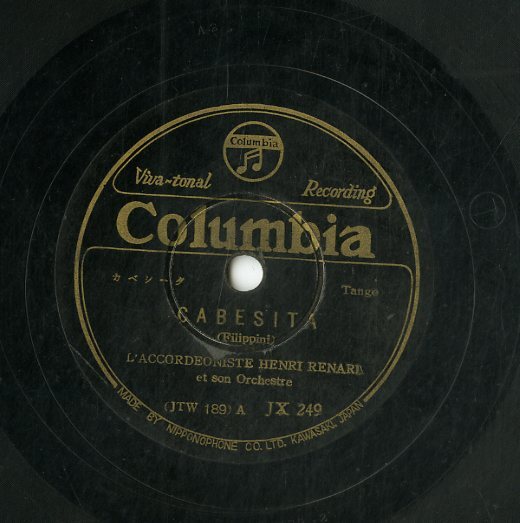 Columbia
Viva-tonal Recording
Columbia
カベシータ Tango
CABESITA
(Filippini)
L'ACCORDEONISTE HENRI RENARD
et son Orchestre
(JTW 189) A JX 249
MADE BY NIPPONOPHONE CO. LTD. KAWASAKI, JAPAN